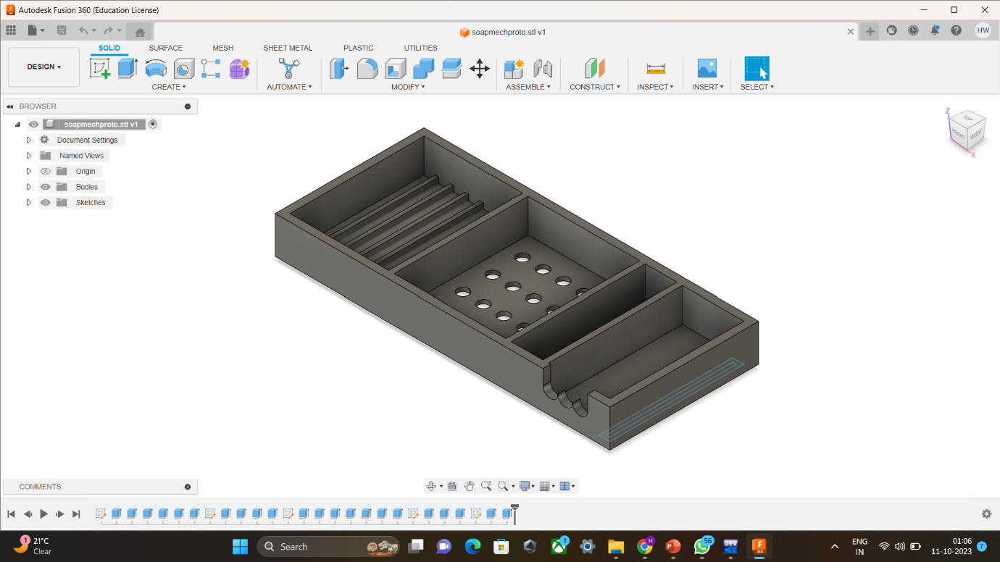 Autodesk Fusion 360 (Education License)
soapmechproto.stl v1
HW
DESIGN
SOLID SURFACE MESH SHEET METAL PLASTIC UTILITIES
CREATE AUTOMATE MODIFY ASSEMBLE CONSTRUCT INSPECT INSERT SELECT
BROWSER
soapmechproto.stl v1
Document Settings
Named Views
Origin
Bodies
Sketches
Z
TOP
FRONT RIGHT
X
COMMENTS
1
21°C
Clear
Search
1
H
P
56
DEV
F
360
ENG
IN
01:06
11-10-2023
7